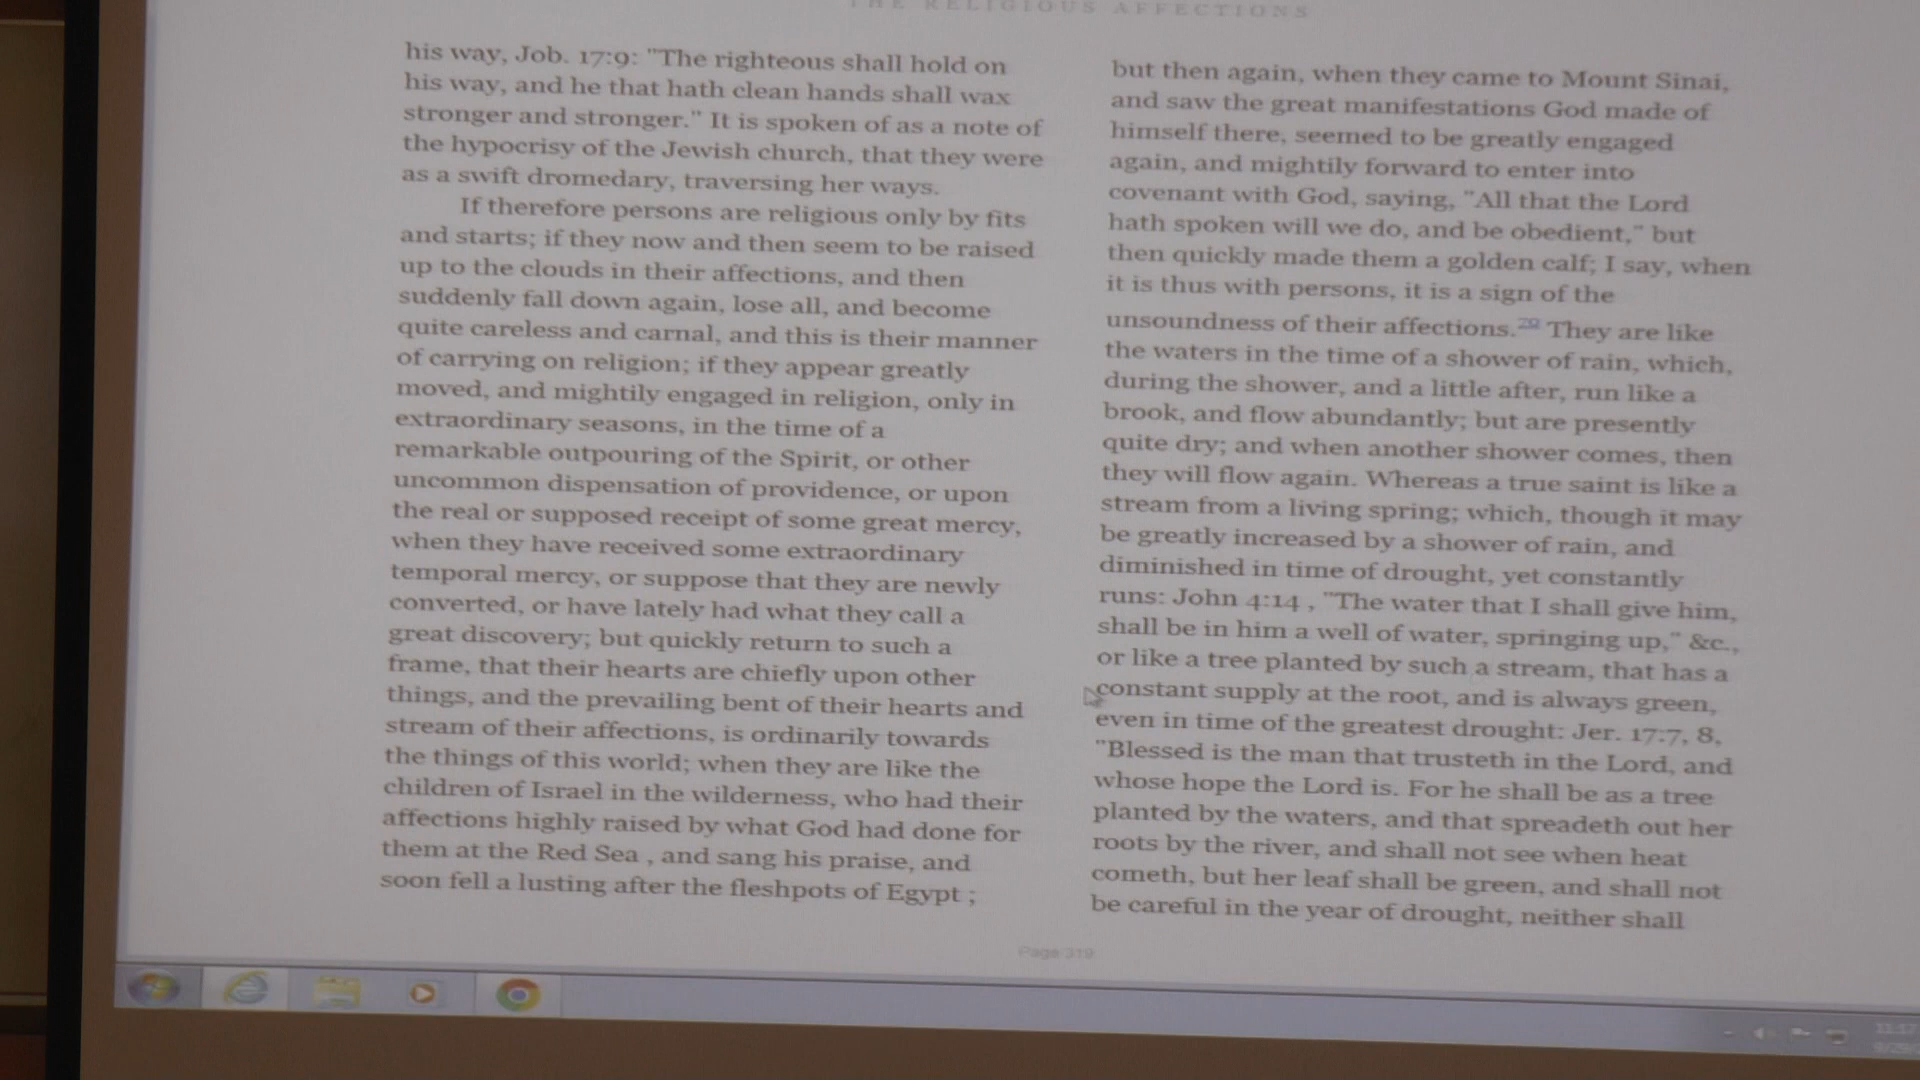 THE RELIGIOUS AFFECTIONS
his way, Job. 17:9: "The righteous shall hold on
his way, and he that hath clean hands shall wax
stronger and stronger." It is spoken of as a note of
the hypocrisy of the Jewish church, that they were
as a swift dromedary, traversing her ways.
If therefore persons are religious only by fits
and starts; if they now and then seem to be raised
up to the clouds in their affections, and then
suddenly fall down again, lose all, and become
quite careless and carnal, and this is their manner
of carrying on religion; if they appear greatly
moved, and mightily engaged in religion, only in
extraordinary seasons, in the time of a
remarkable outpouring of the Spirit, or other
uncommon dispensation of providence, or upon
the real or supposed receipt of some great mercy,
when they have received some extraordinary
temporal mercy, or suppose that they are newly
converted, or have lately had what they call a
great discovery; but quickly return to such a
frame, that their hearts are chiefly upon other
things, and the prevailing bent of their hearts and
stream of their affections, is ordinarily towards
the things of this world; when they are like the
children of Israel in the wilderness, who had their
affections highly raised by what God had done for
them at the Red Sea , and sang his praise, and
soon fell a lusting after the fleshpots of Egypt ;
but then again, when they came to Mount Sinai,
and saw the great manifestations God made of
himself there, seemed to be greatly engaged
again, and mightily forward to enter into
covenant with God, saying, "All that the Lord
hath spoken will we do, and be obedient," but
then quickly made them a golden calf; I say, when
it is thus with persons, it is a sign of the
unsoundness of their affections.70 They are like
the waters in the time of a shower of rain, which,
during the shower, and a little after, run like a
brook, and flow abundantly; but are presently
quite dry; and when another shower comes, then
they will flow again. Whereas a true saint is like a
stream from a living spring; which, though it may
be greatly increased by a shower of rain, and
diminished in time of drought, yet constantly
runs: John 4:14 , "The water that I shall give him,
shall be in him a well of water, springing up," &c.,
or like a tree planted by such a stream, that has a
constant supply at the root, and is always green,
even in time of the greatest drought: Jer. 17:7, 8,
"Blessed is the man that trusteth in the Lord, and
whose hope the Lord is. For he shall be as a tree
planted by the waters, and that spreadeth out her
roots by the river, and shall not see when heat
cometh, but her leaf shall be green, and shall not
be careful in the year of drought, neither shall
Page 319
11:17